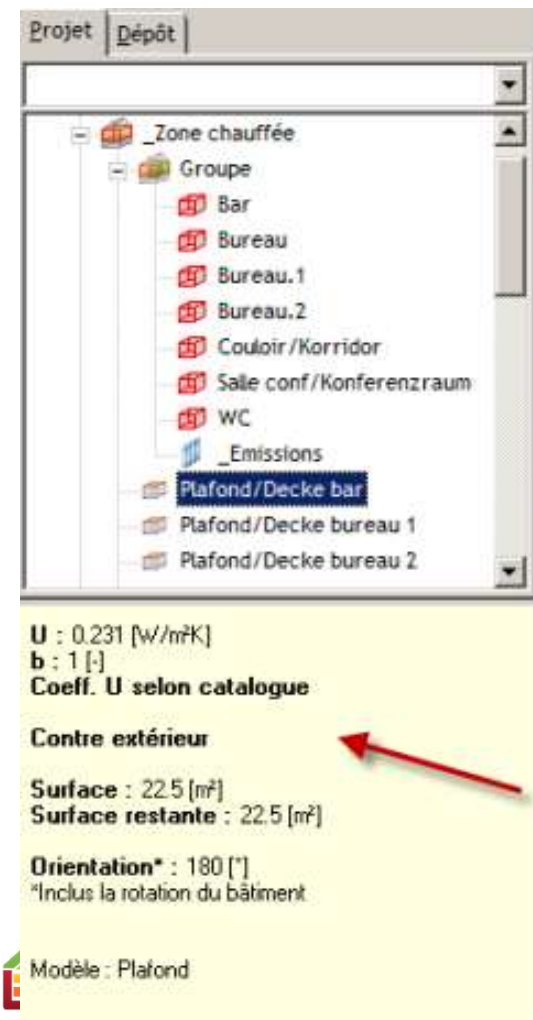 Projet Dépôt
_Zone chauffée
Groupe
Bar
Bureau
Bureau.1
Bureau.2
Couloir/Korridor
Salle conf/Konferenzraum
WC
_Emissions
Plafond/Decke bar
Plafond/Decke bureau 1
Plafond/Decke bureau 2
U : 0.231 [W/m²K]
b : 1 [-]
Coeff. U selon catalogue
Contre extérieur
Surface : 22.5 [m²]
Surface restante : 22.5 [m²]
Orientation* : 180 [°]
*Inclus la rotation du bâtiment
Modèle : Plafond